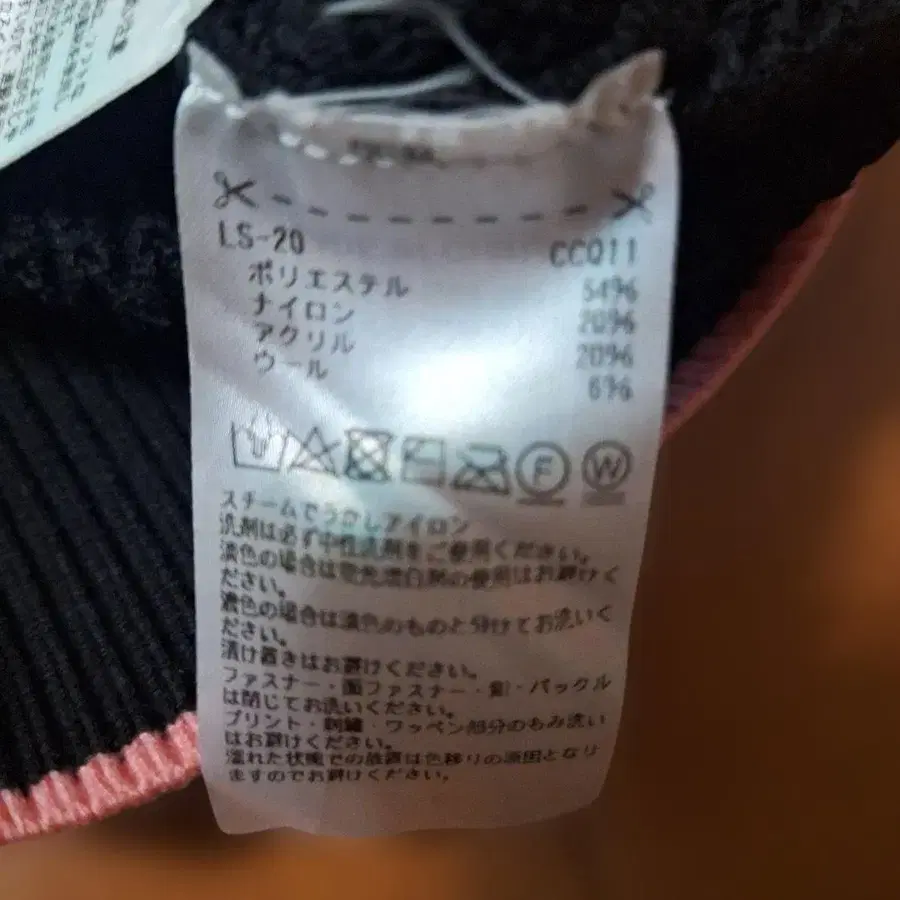 LS-20 CCQ11
ポリエステル 54%
ナイロン 20%
アクリル 20%
ウール 6%
F W
スチームでうかしアイロン
洗剤は必ず中性洗剤をご使用ください。
淡色の場合は蛍光漂白剤の使用はお避けく
ださい。
濃色の場合は淡色のものと分けてお洗いく
ださい。
漬け置きはお避けください。
ファスナー・面ファスナー・釦・バックル
は閉じてお洗いください。
プリント・刺繍・ワッペン部分のもみ洗い
はお避けください。
濡れた状態での放置は色移りの原因となり
ますのでお避けください。